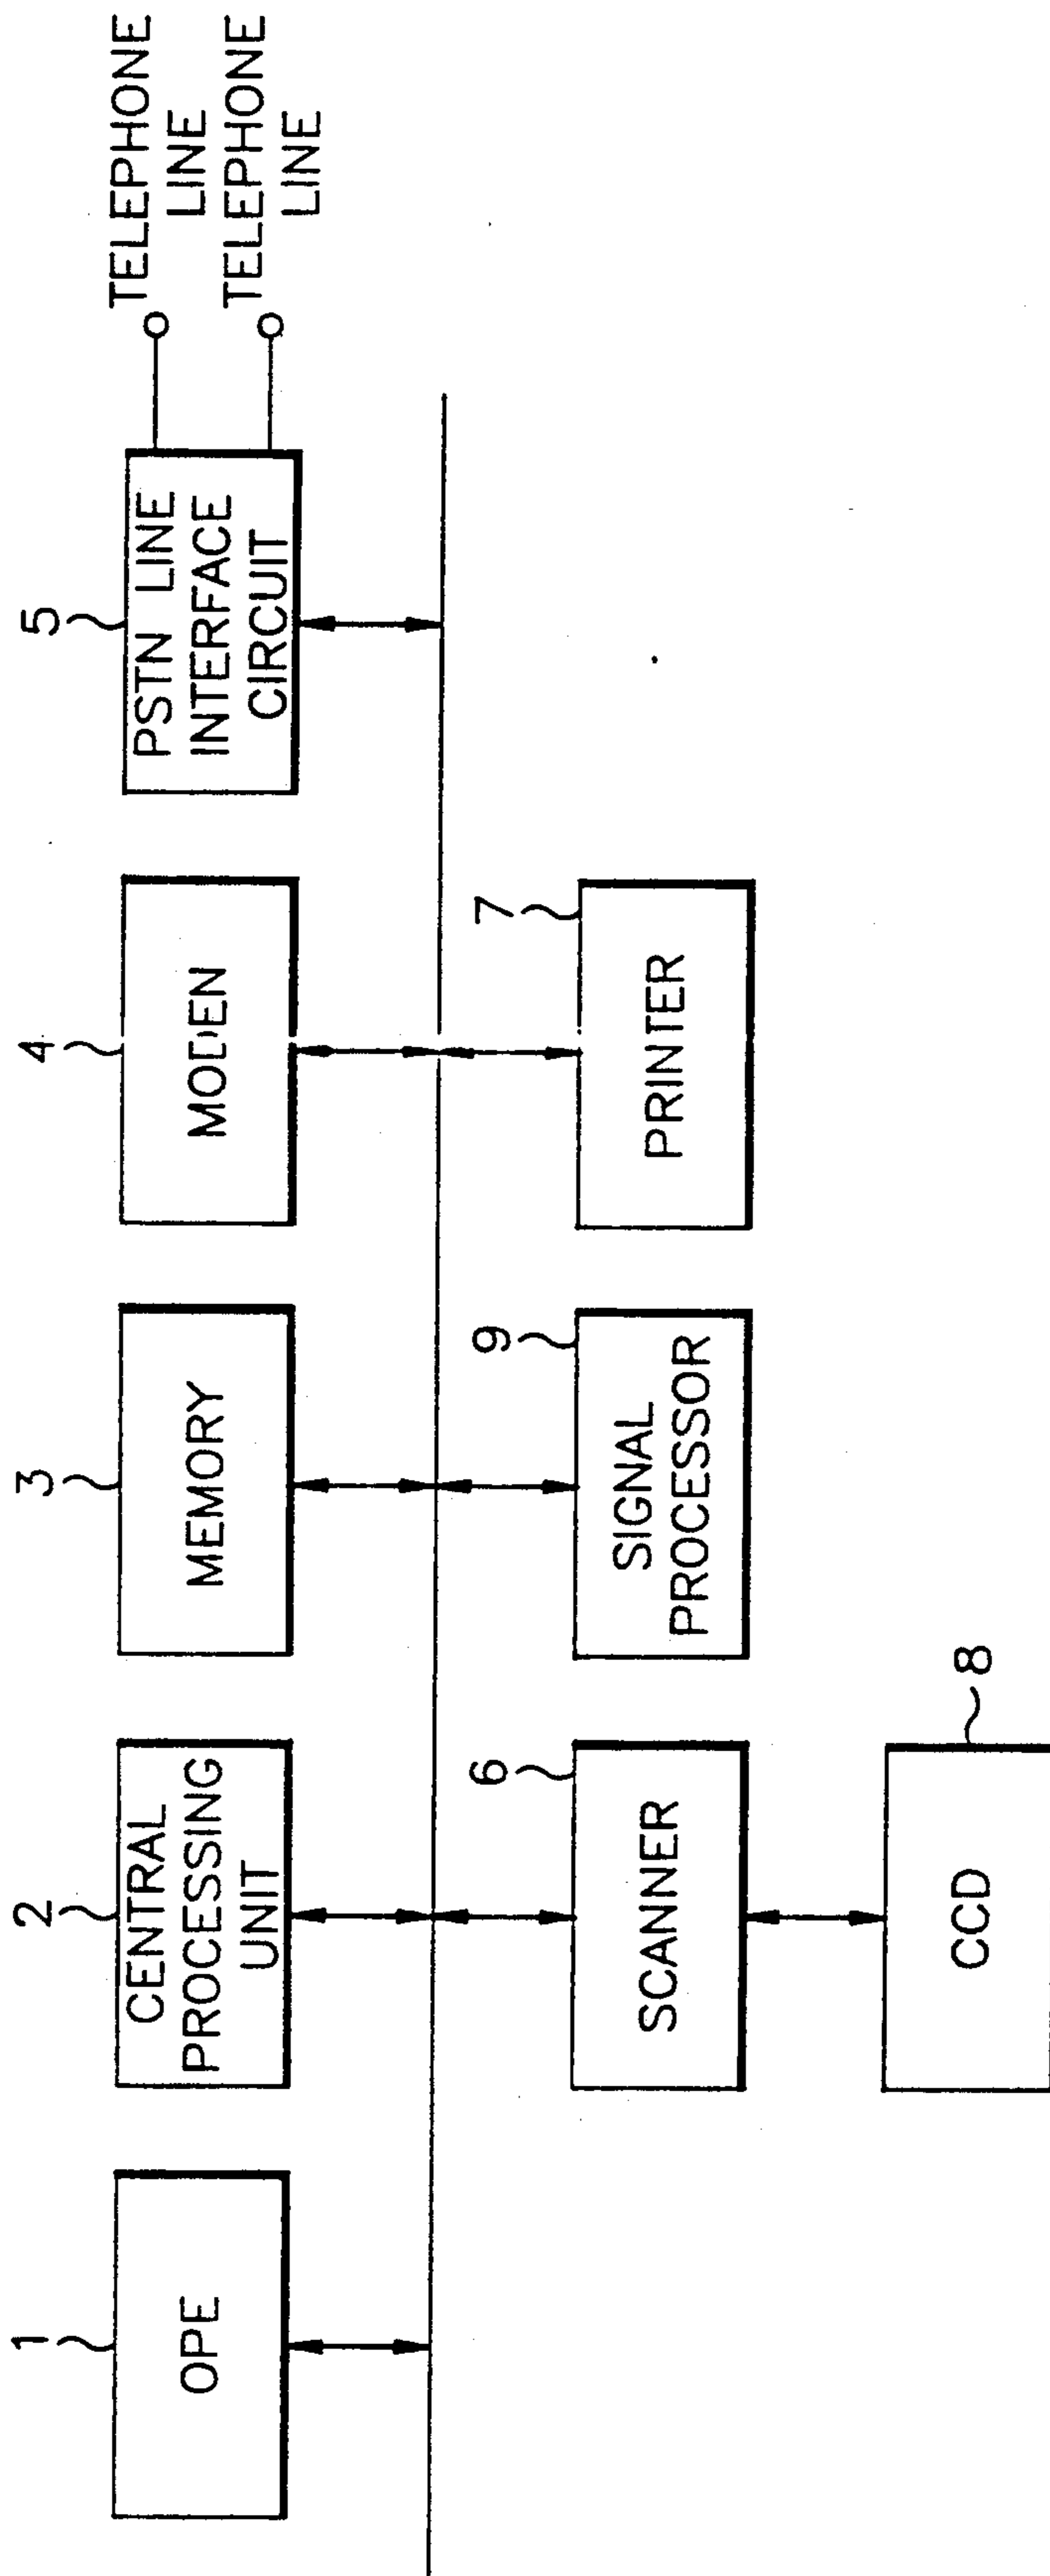 1
OPE
2
CENTRAL
PROCESSING
UNIT
3
MEMORY
4
MODEN
5
PSTN LINE
INTERFACE
CIRCUIT
TELEPHONE
LINE
TELEPHONE
LINE
6
SCANNER
9
SIGNAL
PROCESSOR
7
PRINTER
8
CCD